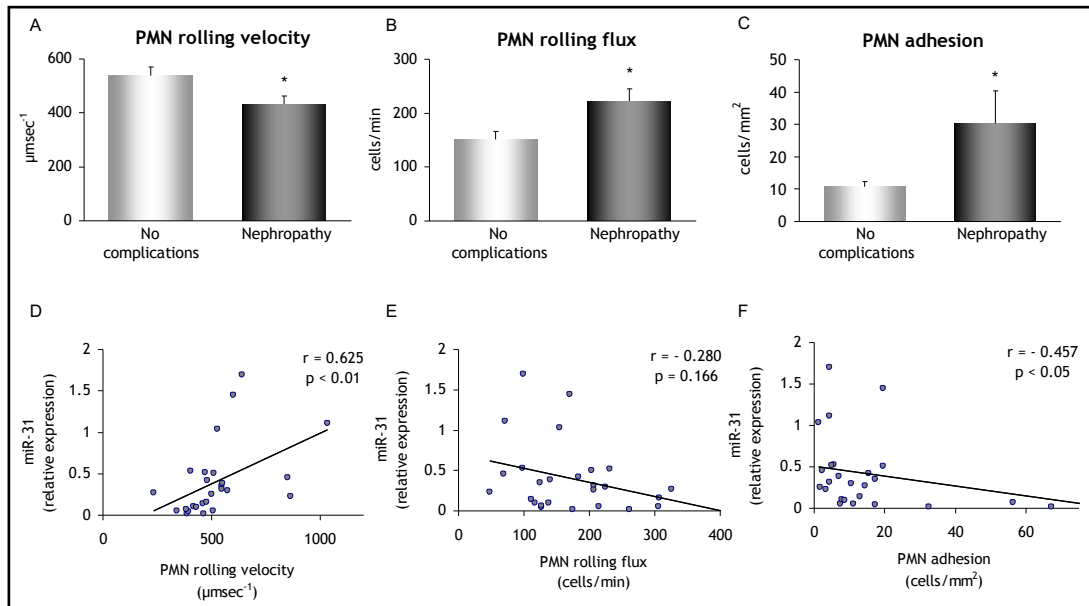 A
PMN rolling velocity
600
400
200
0
µmsec-1
*
No
complications
Nephropathy
B
PMN rolling flux
300
200
100
0
cells/min
*
No
complications
Nephropathy
C
PMN adhesion
50
40
30
20
10
0
cells/mm2
*
No
complications
Nephropathy
D
r = 0.625
p < 0.01
2
1.5
1
0.5
0
miR-31
(relative expression)
0 500 1000
PMN rolling velocity
(µmsec-1)
E
r = - 0.280
p = 0.166
2
1.5
1
0.5
0
miR-31
(relative expression)
0 100 200 300 400
PMN rolling flux
(cells/min)
F
r = - 0.457
p < 0.05
2
1.5
1
0.5
0
miR-31
(relative expression)
0 20 40 60
PMN adhesion
(cells/mm2)